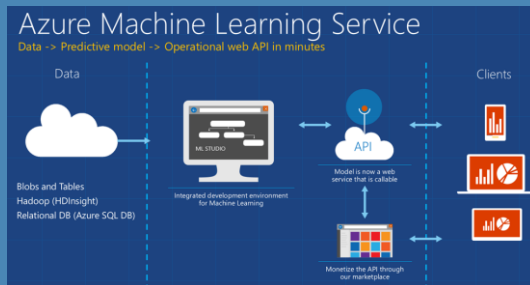 Azure Machine Learning Service
Data -> Predictive model -> Operational web API in minutes
Data
Clients
ML STUDIO
API
Model is now a web
service that is callable
Integrated development environment
for Machine Learning
Blobs and Tables
Hadoop (HDInsight)
Relational DB (Azure SQL DB)
Monetize the API through
our marketplace